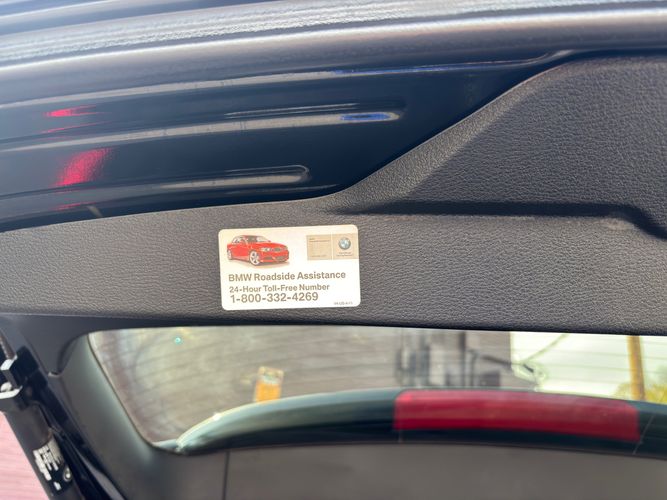 BMW Roadside Assistance
24-Hour Toll-Free Number
1-800-332-4269